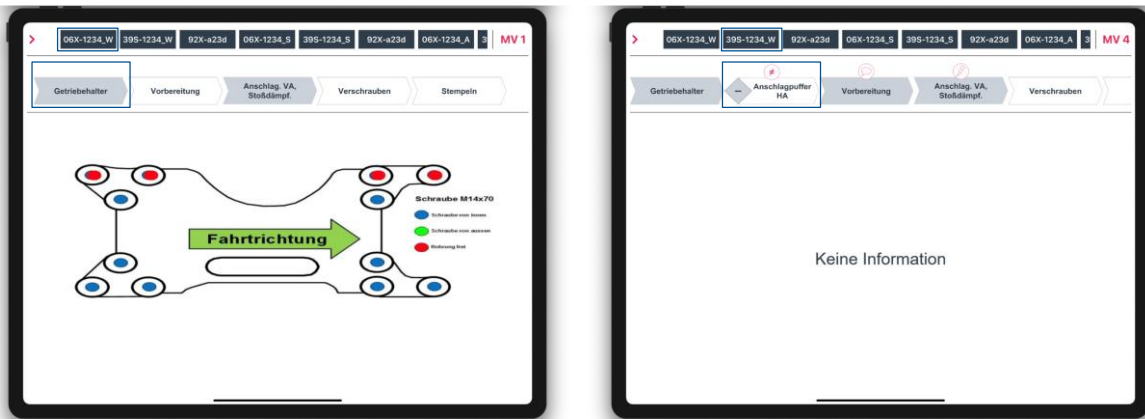 06X-1234_W 39S-1234_W 92X-a23d 06X-1234_S 39S-1234_S 92X-a23d 06X-1234_A 3 MV 1
Getriebehalter Vorbereitung Anschlag. VA, Stoßdämpf. Verschrauben Stempeln
Schraube M14x70
Schraube von innen
Schraube von aussen
Fahrtrichtung
Bohrung frei
06X-1234_W 39S-1234_W 92X-a23d 06X-1234_S 39S-1234_S 92X-a23d 06X-1234_A 3 MV 4
Getriebehalter Anschlagpuffer HA Vorbereitung Anschlag. VA, Stoßdämpf. Verschrauben
Keine Information